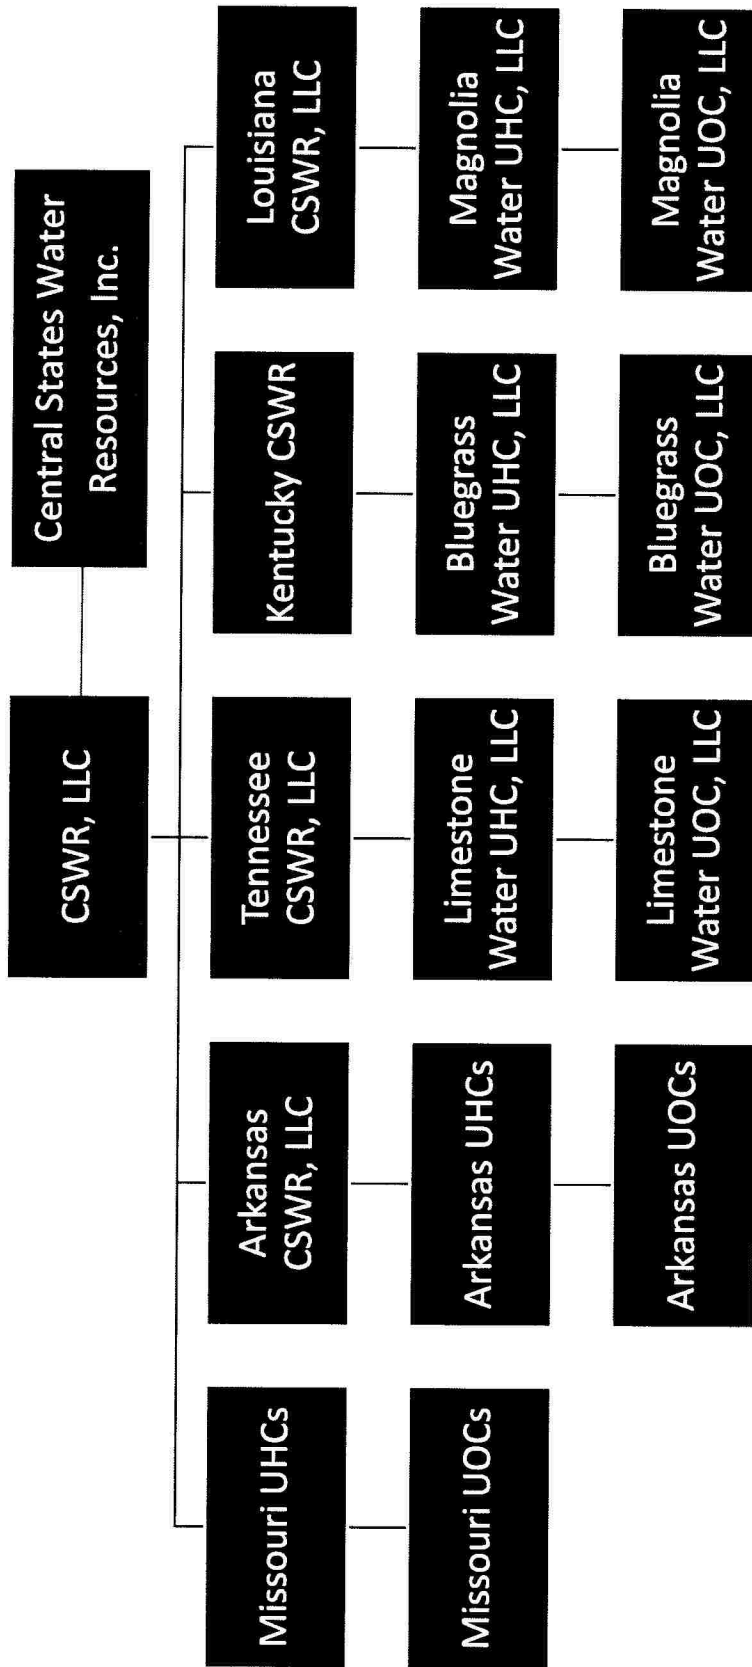 CSWR, LLC
Central States Water
Resources, Inc.
Missouri UHCs
Arkansas
CSWR, LLC
Tennessee
CSWR, LLC
Kentucky CSWR
Louisiana
CSWR, LLC
Missouri UOCs
Arkansas UHCs
Limestone
Water UHC, LLC
Bluegrass
Water UHC, LLC
Magnolia
Water UHC, LLC
Arkansas UOCs
Limestone
Water UOC, LLC
Bluegrass
Water UOC, LLC
Magnolia
Water UOC, LLC